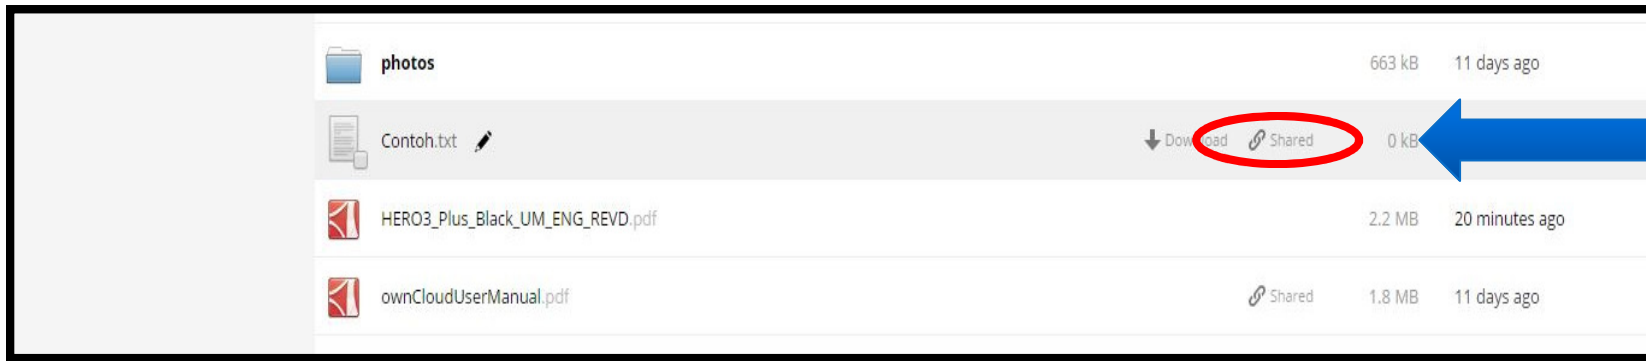 photos 663 kB 11 days ago
Contoh.txt Download Shared 0 kB
HERO3_Plus_Black_UM_ENG_REVD.pdf 2.2 MB 20 minutes ago
ownCloudUserManual.pdf Shared 1.8 MB 11 days ago